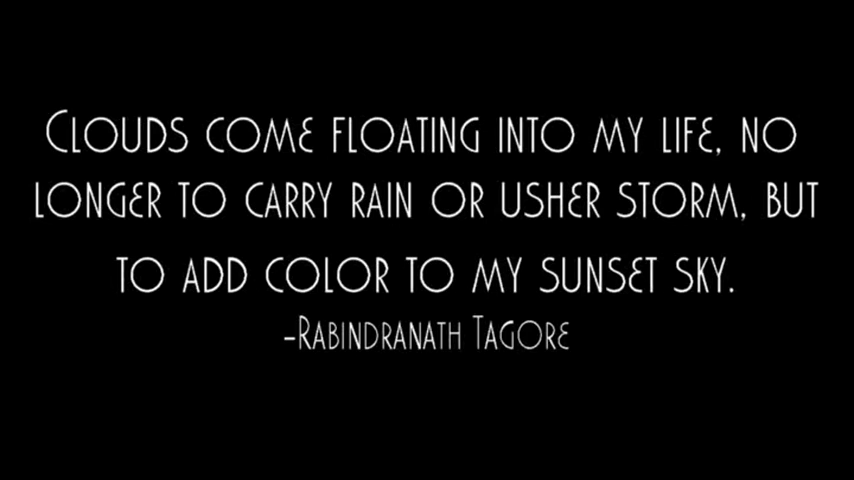 Clouds come floating into my life, no
longer to carry rain or usher storm, but
to add color to my sunset sky.
-Rabindranath Tagore